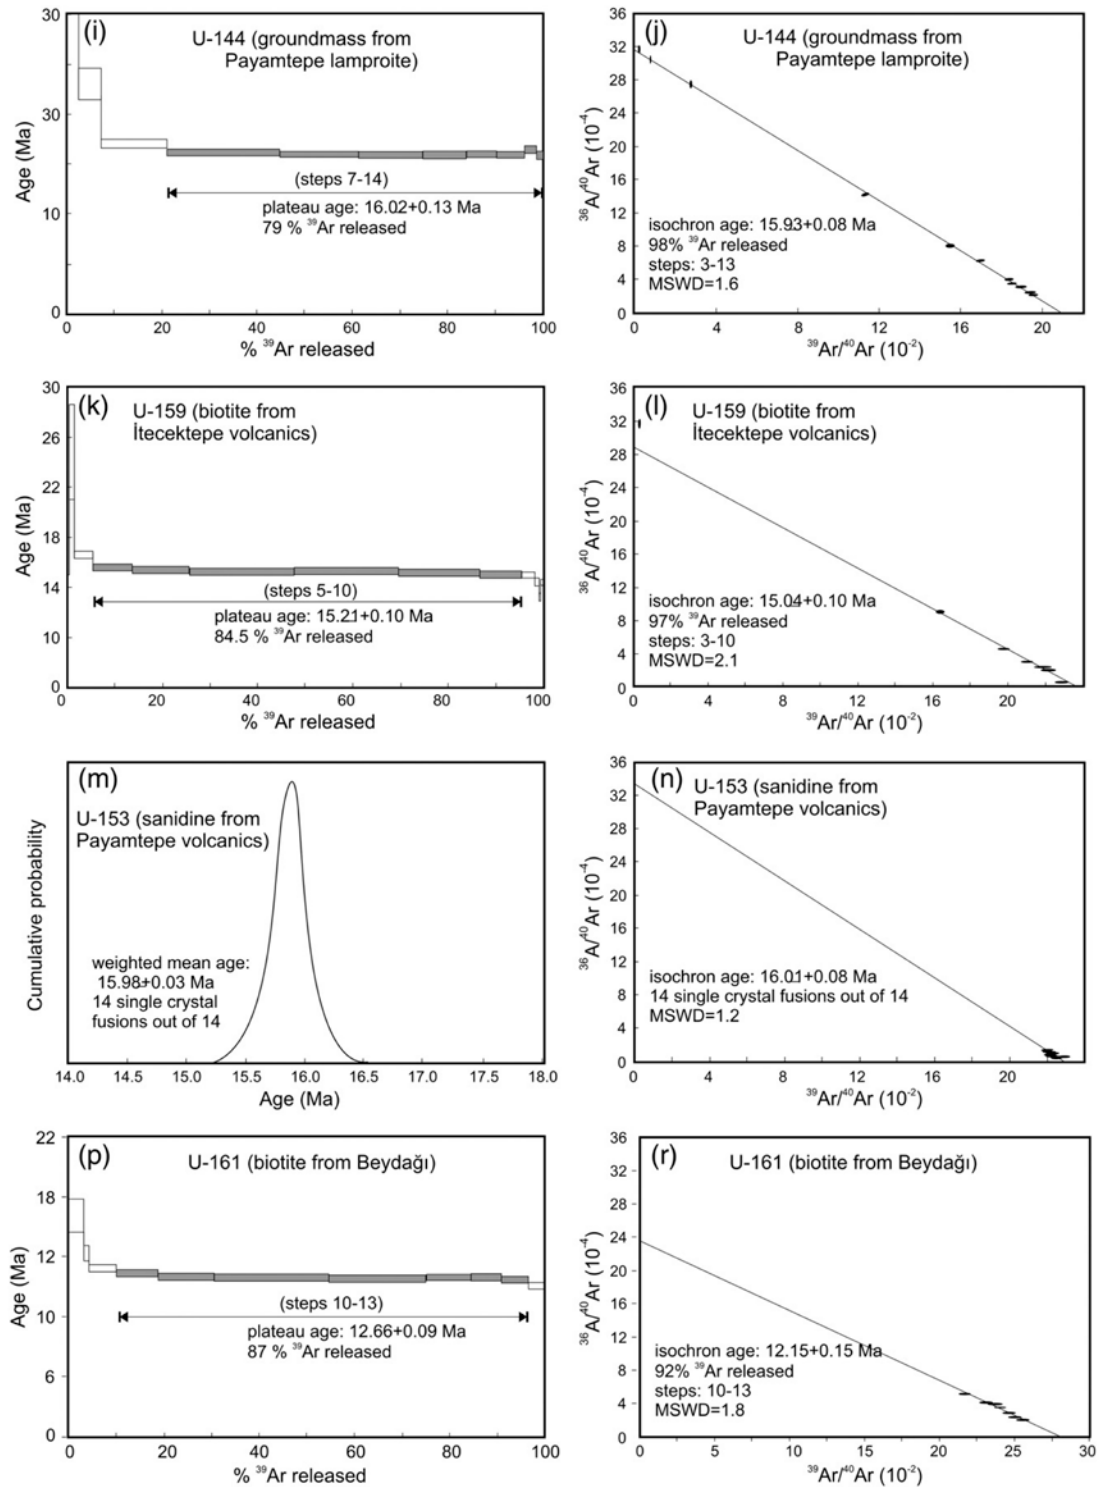 (i)
U-144 (groundmass from
Payamtepe lamproite)
Age (Ma)
30
30
10
0
(steps 7-14)
plateau age: 16.02±0.13 Ma
79 % ³⁹Ar released
0 20 40 60 80 100
% ³⁹Ar released
(j)
U-144 (groundmass from
Payamtepe lamproite)
³⁶A/⁴⁰Ar (10⁻⁴)
36
32
28
24
20
16
12
8
4
0
isochron age: 15.93±0.08 Ma
98% ³⁹Ar released
steps: 3-13
MSWD=1.6
0 4 8 12 16 20
³⁹Ar/⁴⁰Ar (10⁻²)
(k)
U-159 (biotite from
İtecektepe volcanics)
Age (Ma)
30
26
22
18
14
10
0
(steps 5-10)
plateau age: 15.21±0.10 Ma
84.5 % ³⁹Ar released
0 20 40 60 80 100
% ³⁹Ar released
(l)
U-159 (biotite from
İtecektepe volcanics)
³⁶A/⁴⁰Ar (10⁻⁴)
36
32
28
24
20
16
12
8
4
0
isochron age: 15.04±0.10 Ma
97% ³⁹Ar released
steps: 3-10
MSWD=2.1
0 4 8 12 16 20
³⁹Ar/⁴⁰Ar (10⁻²)
(m)
U-153 (sanidine from
Payamtepe volcanics)
Cumulative probability
weighted mean age:
15.98±0.03 Ma
14 single crystal
fusions out of 14
14.0 14.5 15.0 15.5 16.0 16.5 17.0 17.5 18.0
Age (Ma)
(n)
U-153 (sanidine from
Payamtepe volcanics)
³⁶A/⁴⁰Ar (10⁻⁴)
36
32
28
24
20
16
12
8
4
0
isochron age: 16.01±0.08 Ma
14 single crystal fusions out of 14
MSWD=1.2
0 4 8 12 16 20
³⁹Ar/⁴⁰Ar (10⁻²)
(p)
U-161 (biotite from Beydağı)
Age (Ma)
22
18
12
10
6
0
(steps 10-13)
plateau age: 12.66+0.09 Ma
87 % ³⁹Ar released
0 20 40 60 80 100
% ³⁹Ar released
(r)
U-161 (biotite from Beydağı)
³⁶A/⁴⁰Ar (10⁻⁴)
36
32
28
24
20
16
12
8
4
0
isochron age: 12.15+0.15 Ma
92% ³⁹Ar released
steps: 10-13
MSWD=1.8
0 5 10 15 20 25 30
³⁹Ar/⁴⁰Ar (10⁻²)